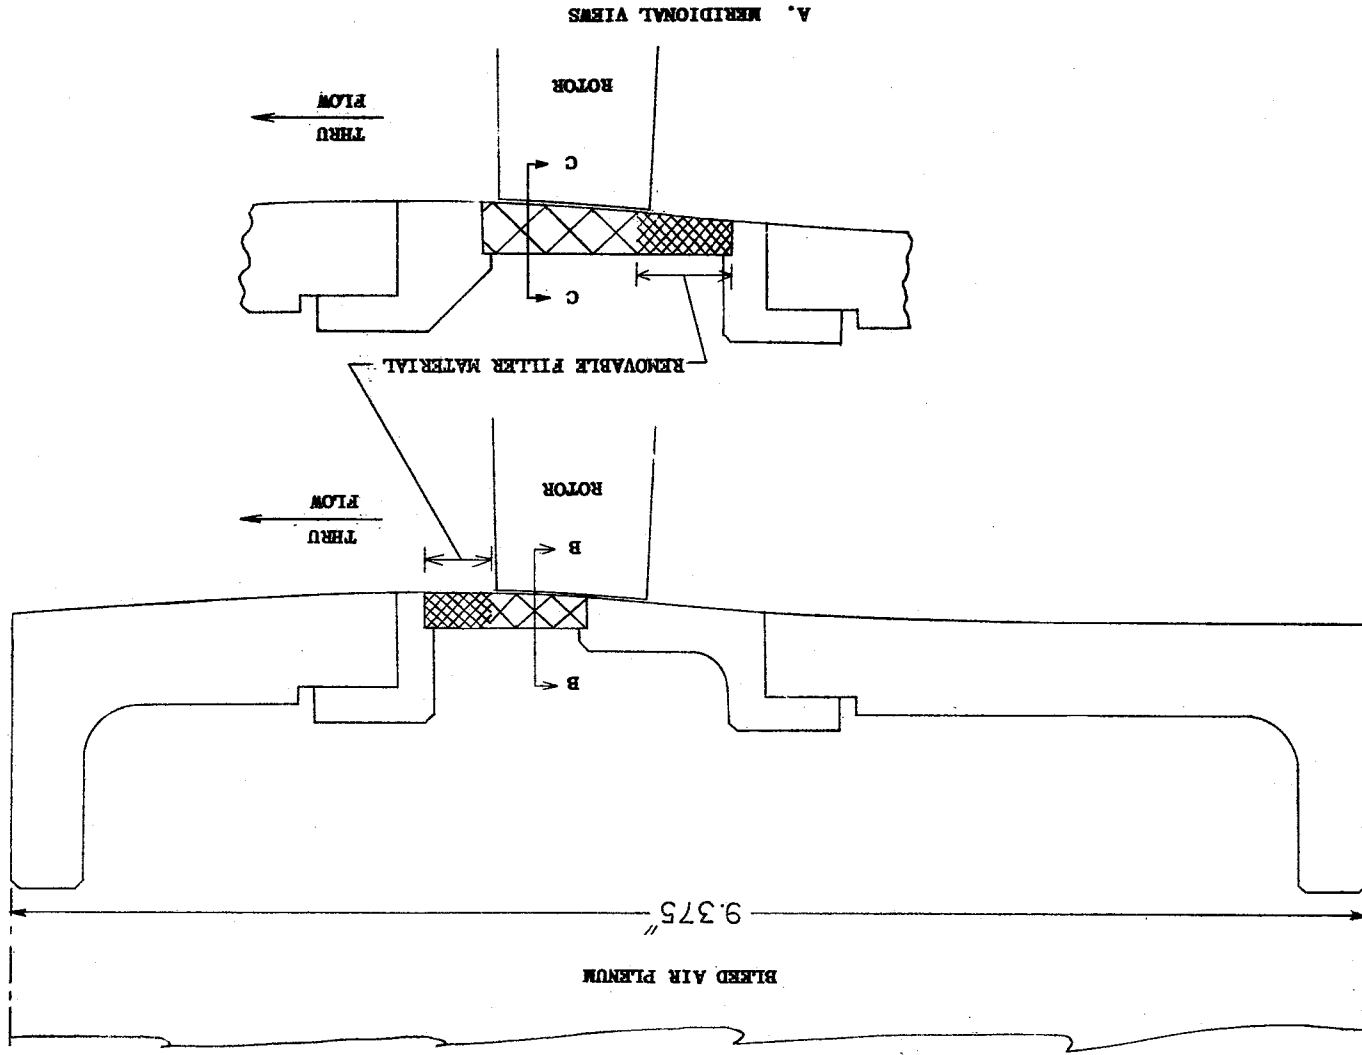 BLEED AIR PLENUM
9.375"
B
B
THRU
FLOW
ROTOR
REMOVABLE FILLER MATERIAL
C
C
THRU
FLOW
ROTOR
A. MERIDIONAL VIEWS